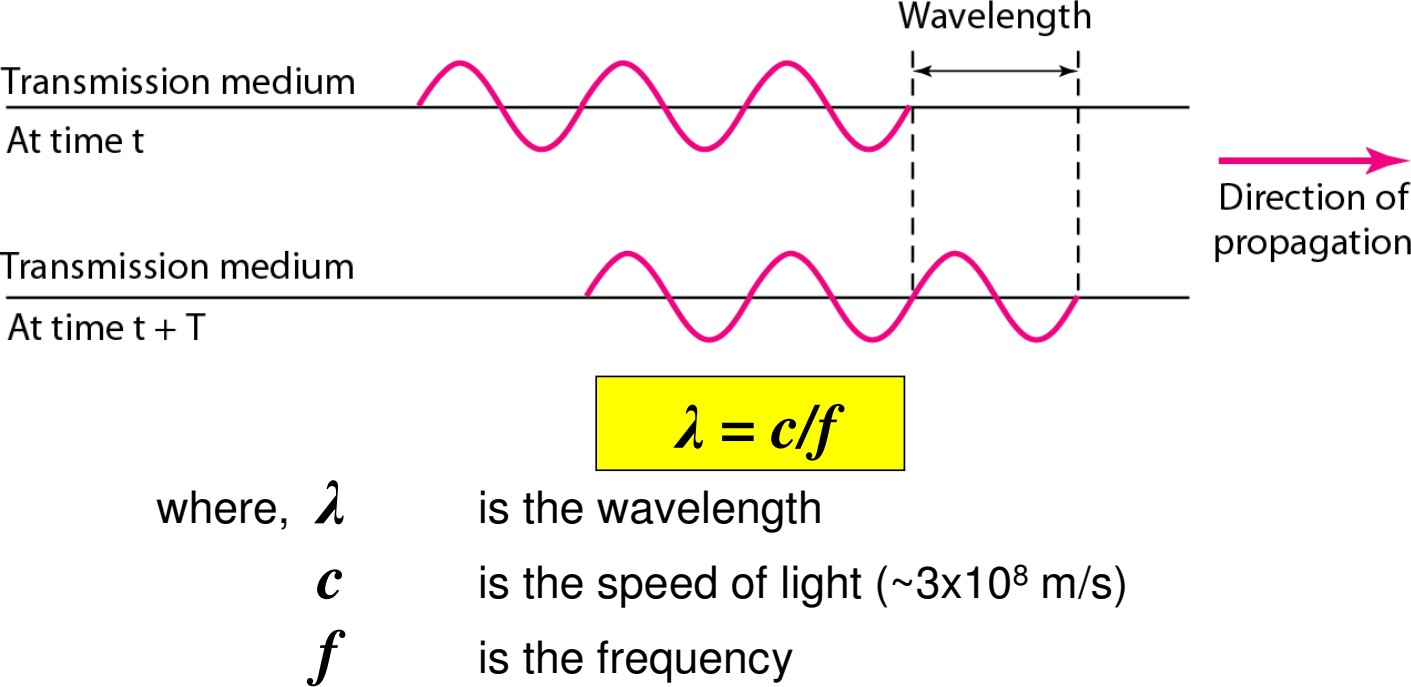 Wavelength
Transmission medium
At time t
Direction of
propagation
Transmission medium
At time t + T
λ = c/f
where, λ is the wavelength
c is the speed of light (~3x10⁸ m/s)
f is the frequency